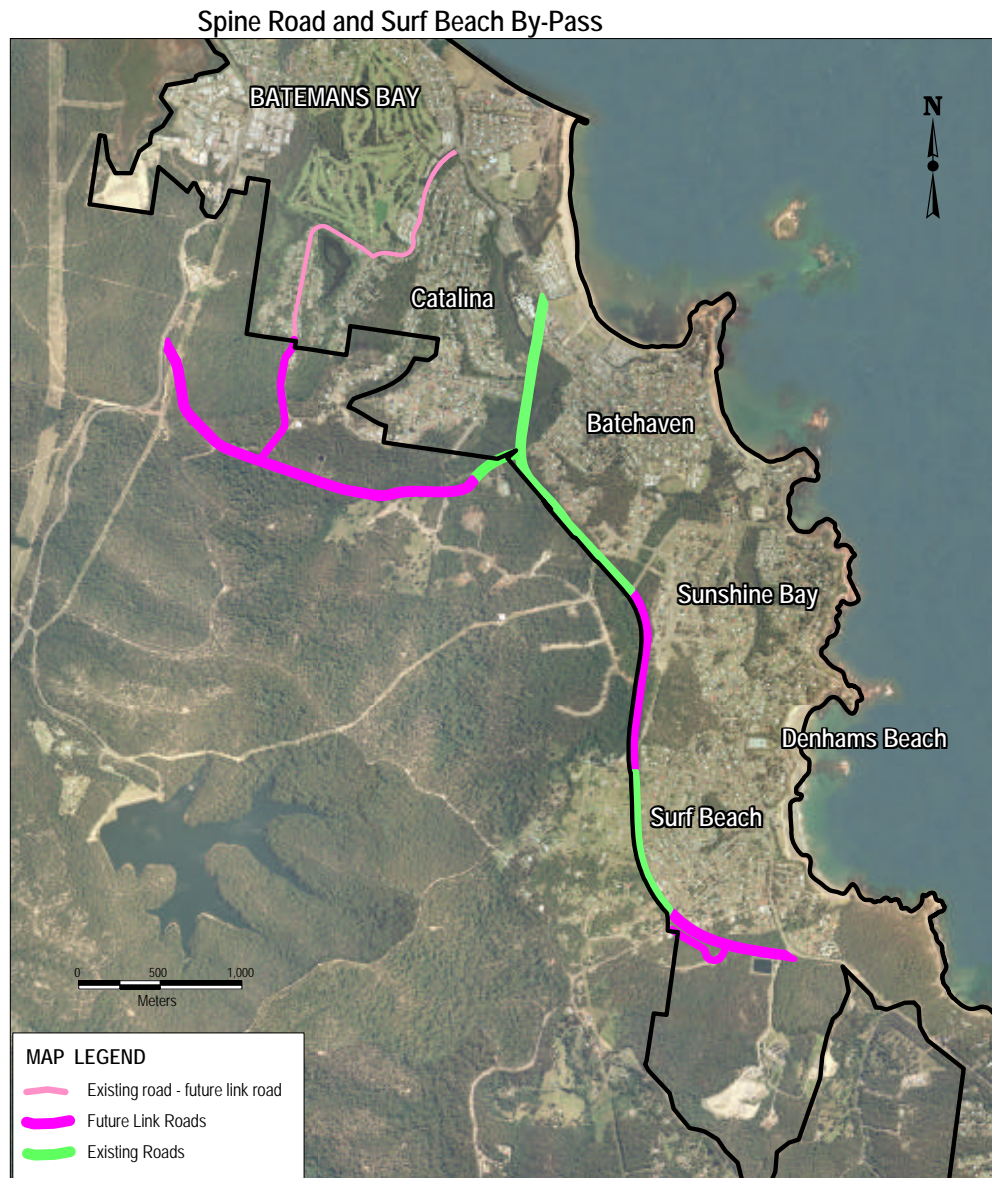 Spine Road and Surf Beach By-Pass
BATEMANS BAY
N
Catalina
Batehaven
Sunshine Bay
Denhams Beach
Surf Beach
0 500 1,000
Meters
MAP LEGEND
Existing road - future link road
Future Link Roads
Existing Roads